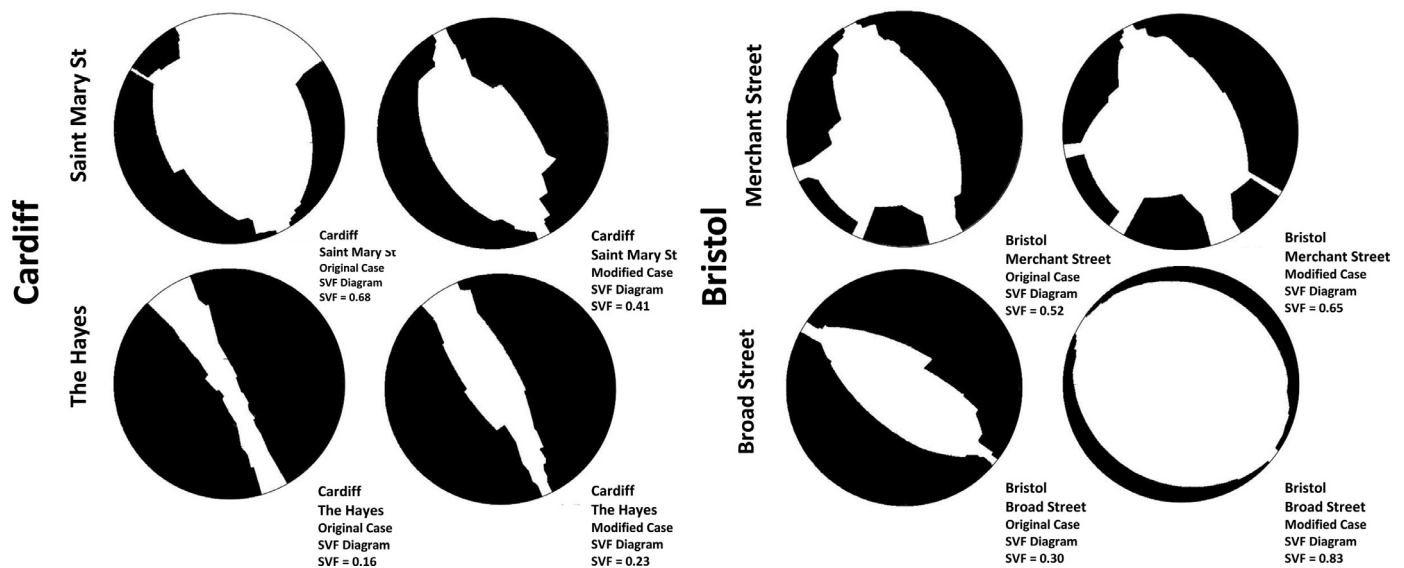 Cardiff
Saint Mary St
Cardiff
Saint Mary St
Original Case
SVF Diagram
SVF = 0.68
Cardiff
Saint Mary St
Modified Case
SVF Diagram
SVF = 0.41
The Hayes
Cardiff
The Hayes
Original Case
SVF Diagram
SVF = 0.16
Cardiff
The Hayes
Modified Case
SVF Diagram
SVF = 0.23
Bristol
Merchant Street
Bristol
Merchant Street
Original Case
SVF Diagram
SVF = 0.52
Bristol
Merchant Street
Modified Case
SVF Diagram
SVF = 0.65
Broad Street
Bristol
Broad Street
Original Case
SVF Diagram
SVF = 0.30
Bristol
Broad Street
Modified Case
SVF Diagram
SVF = 0.83